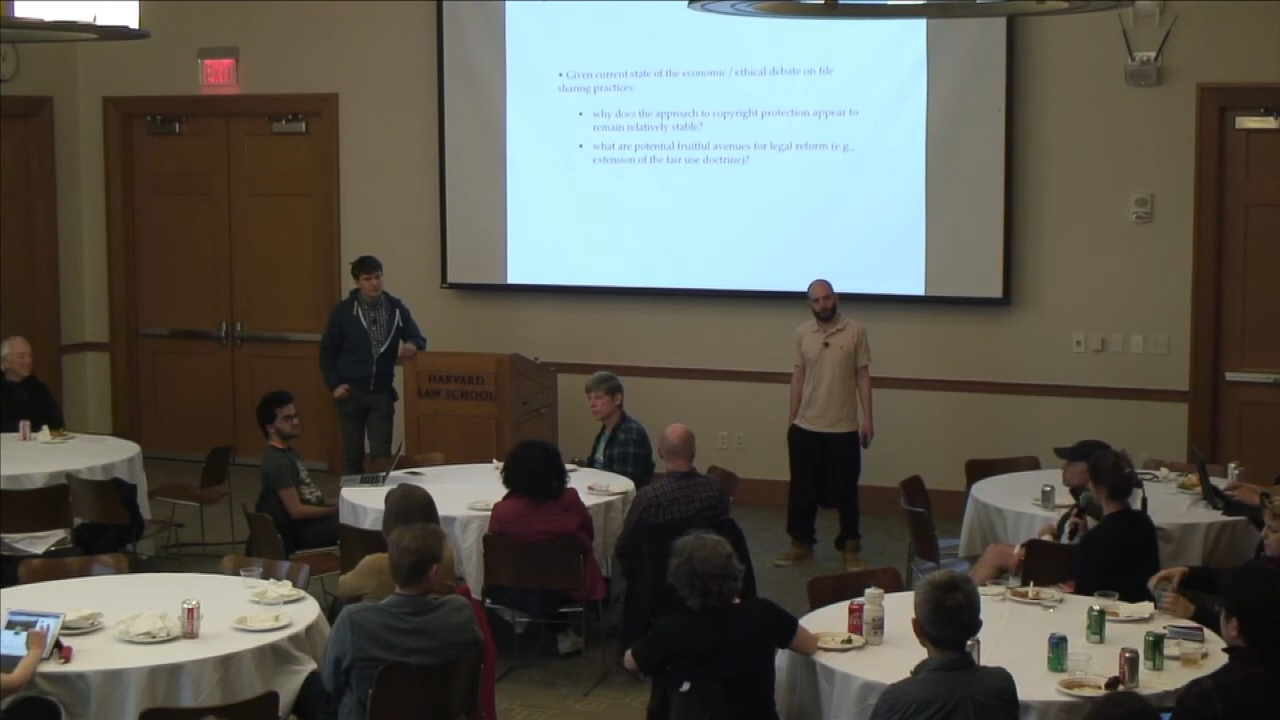 EXIT
• Given current state of the economic / ethical debate on file
sharing practices:
• why does the approach to copyright protection appear to
remain relatively stable?
• what are potential fruitful avenues for legal reform (e.g.,
extension of the fair use doctrine)?
HARVARD
LAW SCHOOL